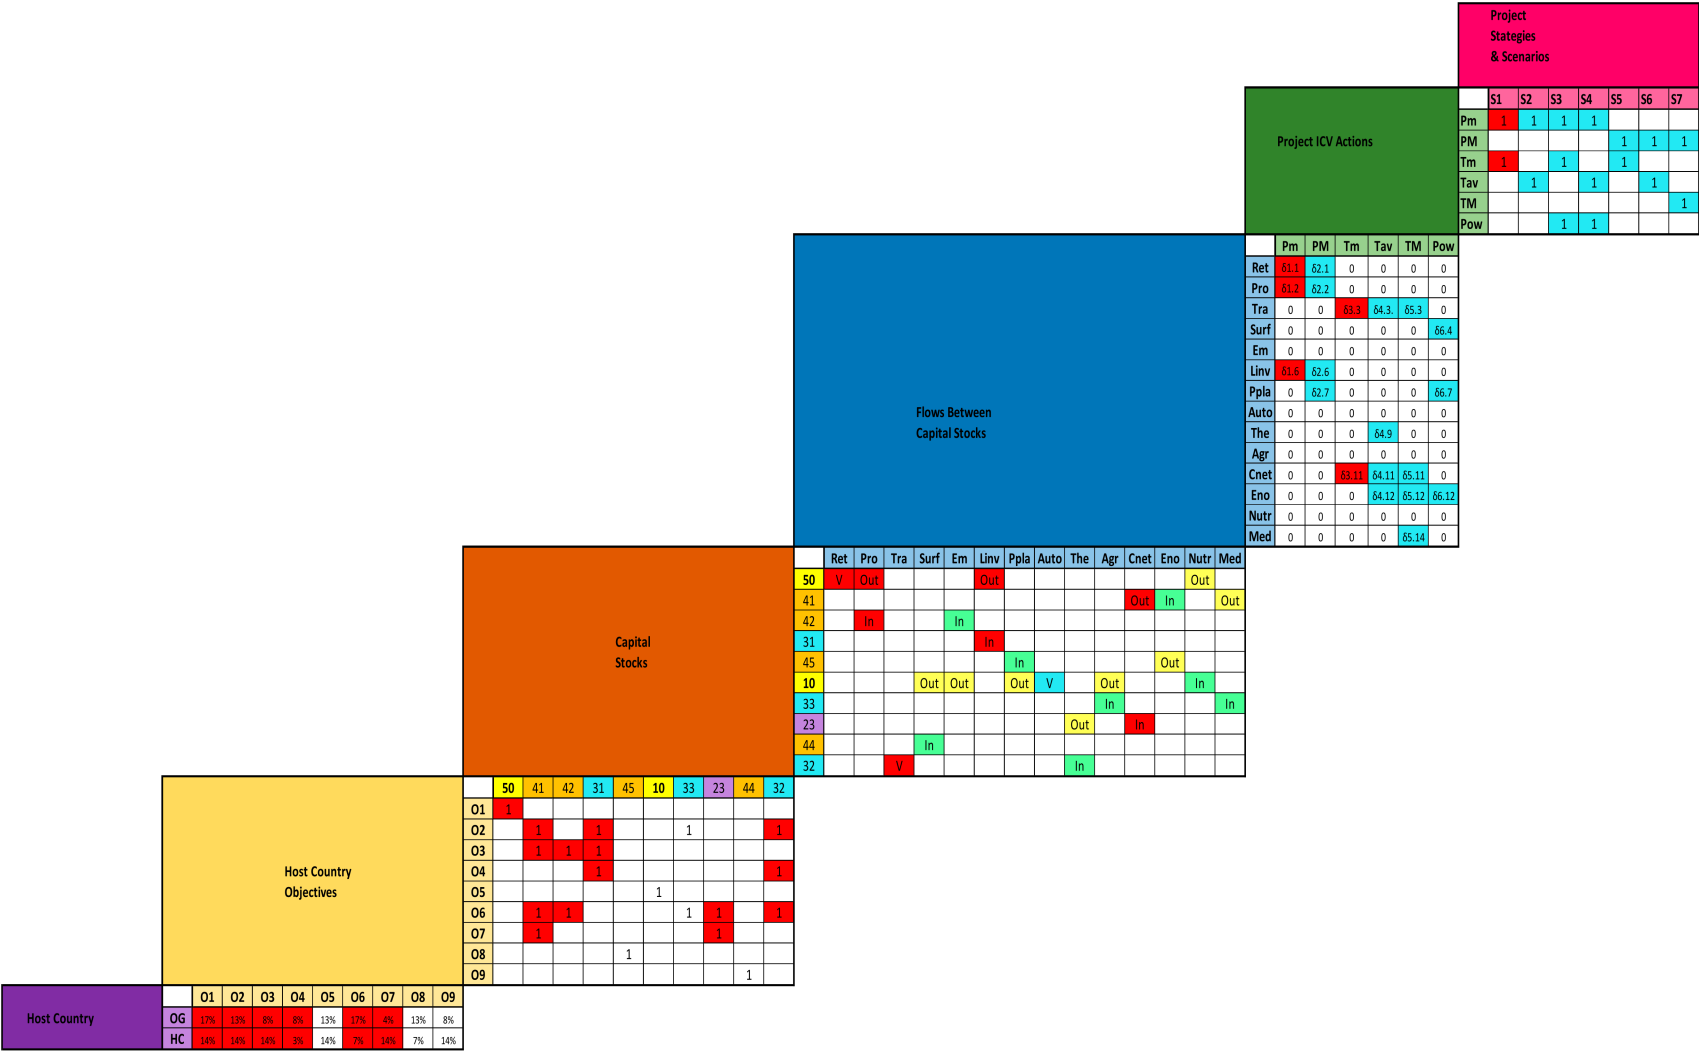 Project
Stategies
& Scenarios
S1 S2 S3 S4 S5 S6 S7
Project ICV Actions
Pm 1 1 1 1
PM 1 1 1
Tm 1 1 1
Tav 1 1 1
TM 1
Pow 1 1
Pm PM Tm Tav TM Pow
Ret δ1.1 δ2.1 0 0 0 0
Pro δ1.2 δ2.2 0 0 0 0
Tra 0 0 δ3.3 δ4.3. δ5.3 0
Surf 0 0 0 0 0 δ6.4
Em 0 0 0 0 0 0
Linv δ1.6 δ2.6 0 0 0 0
Ppla 0 δ2.7 0 0 0 δ6.7
Flows Between
Capital Stocks
Auto 0 0 0 0 0 0
The 0 0 0 δ4.9 0 0
Agr 0 0 0 0 0 0
Cnet 0 0 δ3.11 δ4.11 δ5.11 0
Eno 0 0 0 δ4.12 δ5.12 δ6.12
Nutr 0 0 0 0 0 0
Med 0 0 0 0 δ5.14 0
Ret Pro Tra Surf Em Linv Ppla Auto The Agr Cnet Eno Nutr Med
50 V Out Out Out
41 Out In Out
42 In In
31 In
Capital
Stocks
45 In Out
10 Out Out Out V Out In
33 In In
23 Out In
44 In
32 V In
50 41 42 31 45 10 33 23 44 32
O1 1
O2 1 1 1 1
O3 1 1 1
O4 1 1
Host Country
Objectives
O5 1
O6 1 1 1 1 1
O7 1 1
O8 1
O9 1
O1 O2 O3 O4 O5 O6 O7 O8 O9
Host Country
OG 17% 13% 8% 8% 13% 17% 4% 13% 8%
HC 14% 14% 14% 3% 14% 7% 14% 7% 14%